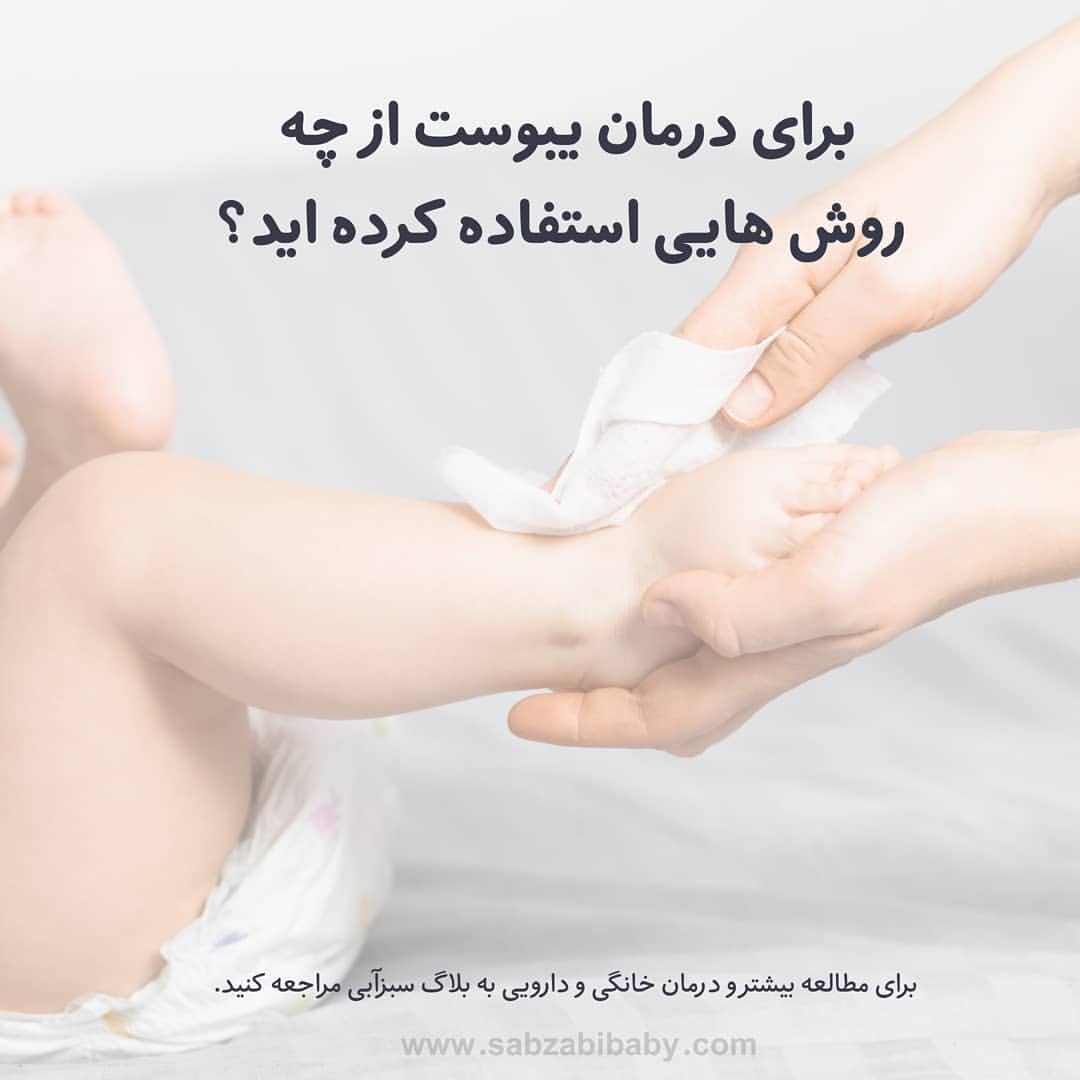 برای درمان یبوست از چه
روش هایی استفاده کرده اید؟
برای مطالعه بیشتر و درمان خانگی و دارویی به بلاگ سبزآبی مراجعه کنید.
www.sabzabibaby.com